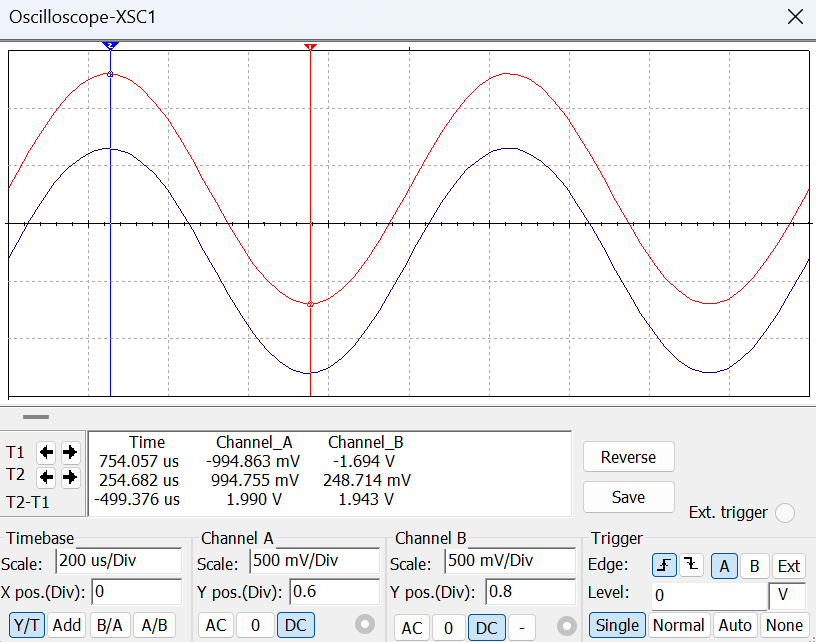 Oscilloscope-XSC1
2
1
Time Channel_A Channel_B
T1 754.057 us -994.863 mV -1.694 V
T2 254.682 us 994.755 mV 248.714 mV
T2-T1 -499.376 us 1.990 V 1.943 V
Reverse
Save
Ext. trigger
Timebase
Scale: 200 us/Div
X pos.(Div): 0
Y/T Add B/A A/B
Channel A
Scale: 500 mV/Div
Y pos.(Div): 0.6
AC 0 DC
Channel B
Scale: 500 mV/Div
Y pos.(Div): 0.8
AC 0 DC -
Trigger
Edge: A B Ext
Level: 0 V
Single Normal Auto None